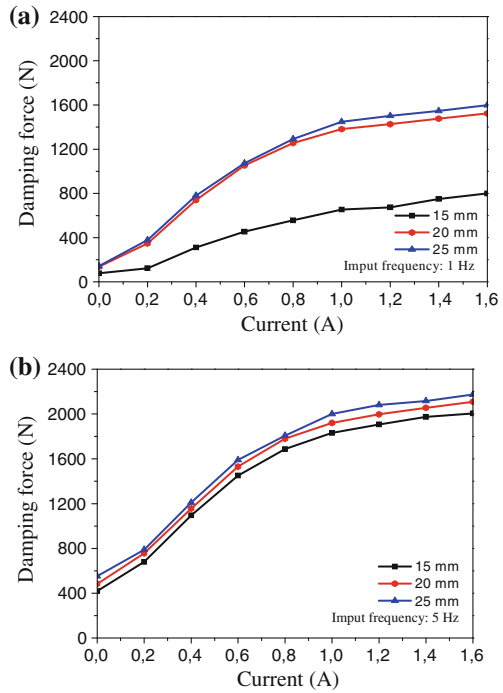 (a)
2400
2000
1600
1200
800
400
0
Damping force (N)
15 mm
20 mm
25 mm
Imput frequency: 1 Hz
0,0 0,2 0,4 0,6 0,8 1,0 1,2 1,4 1,6
Current (A)
(b)
2400
2000
1600
1200
800
400
0
Damping force (N)
15 mm
20 mm
25 mm
Imput frequency: 5 Hz
0,0 0,2 0,4 0,6 0,8 1,0 1,2 1,4 1,6
Current (A)